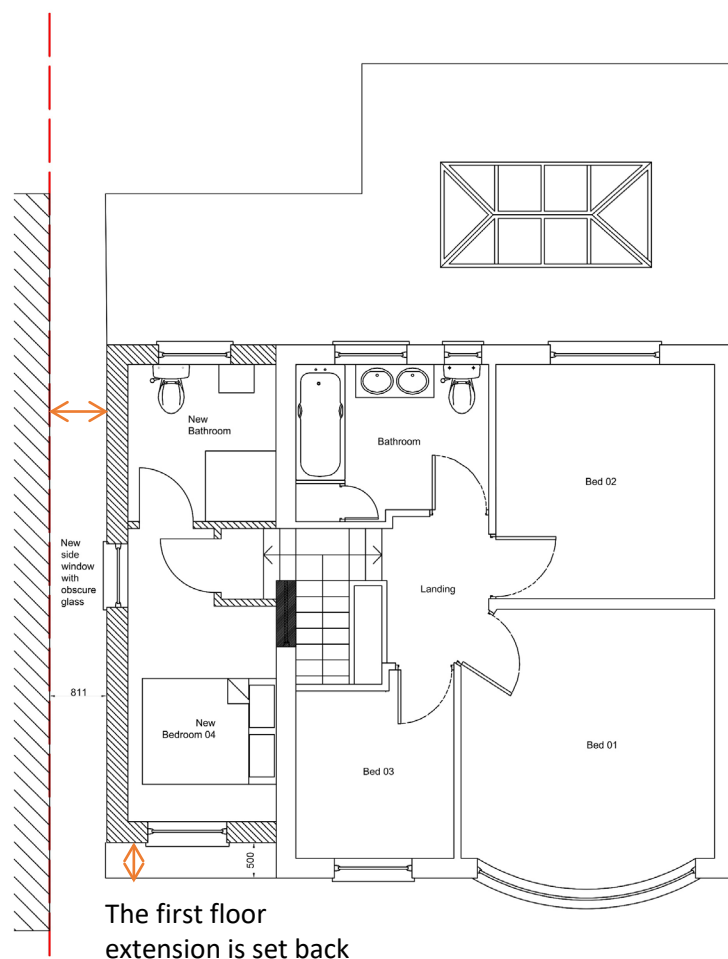 New
Bathroom
Bathroom
Bed 02
New
side
window
with
obscure
glass
Landing
811
New
Bedroom 04
Bed 03
Bed 01
500
The first floor
extension is set back